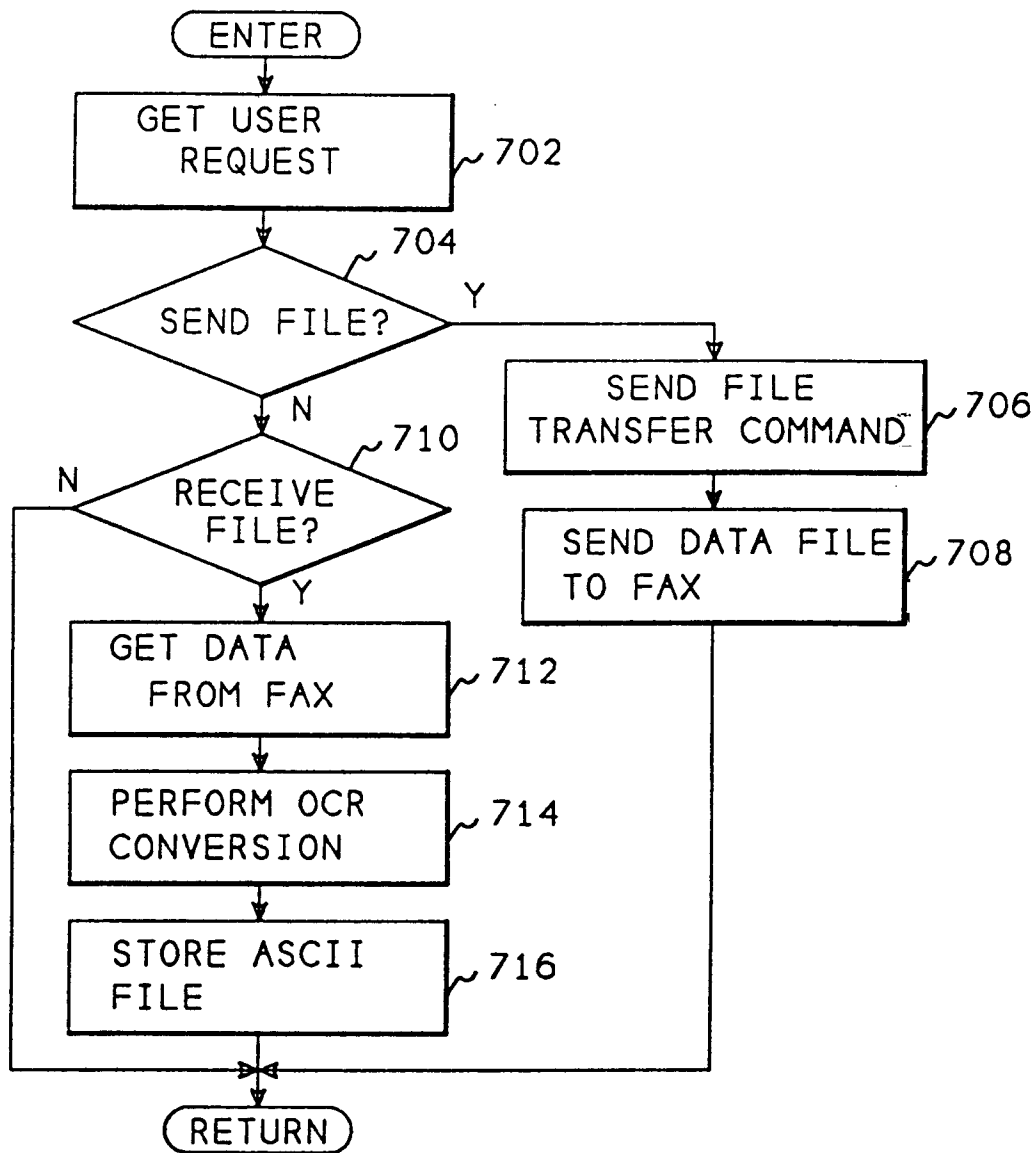 ENTER
GET USER
REQUEST
702
704
SEND FILE?
Y
N
SEND FILE
TRANSFER COMMAND
706
710
N
RECEIVE
FILE?
Y
SEND DATA FILE
TO FAX
708
GET DATA
FROM FAX
712
PERFORM OCR
CONVERSION
714
STORE ASCII
FILE
716
RETURN